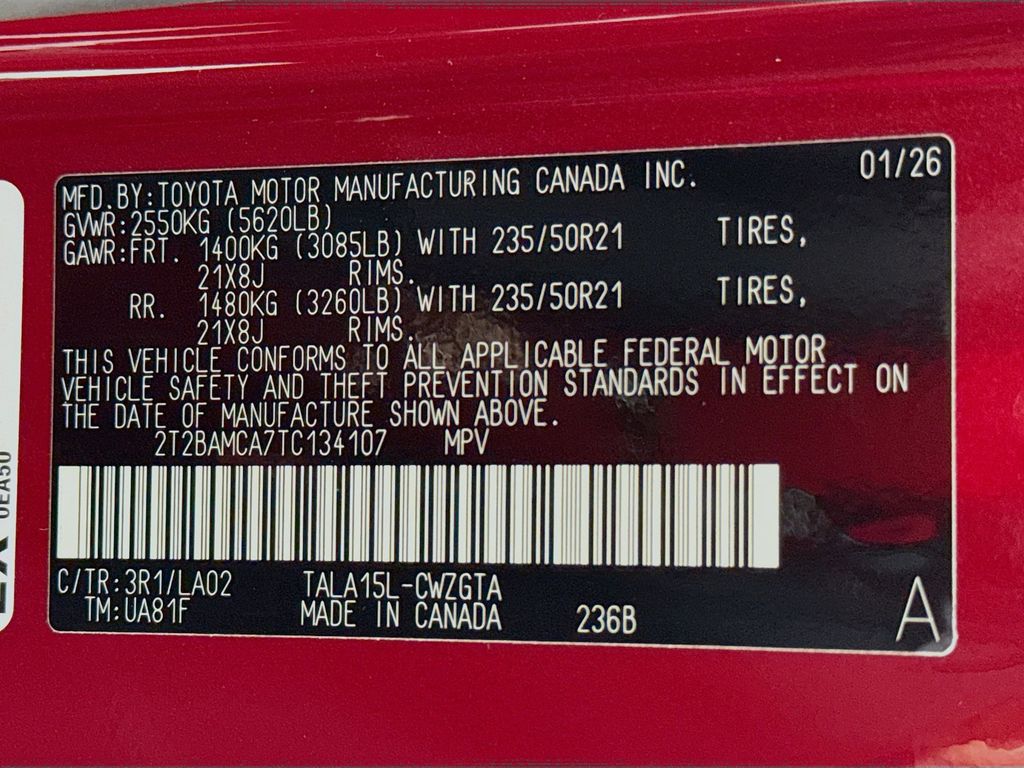 01/26
MFD.BY:TOYOTA MOTOR MANUFACTURING CANADA INC.
GVWR:2550KG (5620LB)
GAWR:FRT. 1400KG (3085LB) WITH 235/50R21 TIRES,
21X8J RIMS.
RR. 1480KG (3260LB) WITH 235/50R21 TIRES,
21X8J RIMS.
THIS VEHICLE CONFORMS TO ALL APPLICABLE FEDERAL MOTOR
VEHICLE SAFETY AND THEFT PREVENTION STANDARDS IN EFFECT ON
THE DATE OF MANUFACTURE SHOWN ABOVE.
2T2BAMCA7TC134107 MPV
C/TR:3R1/LA02 TALA15L-CWZGTA
TM:UA81F MADE IN CANADA 236B
A
0EA50